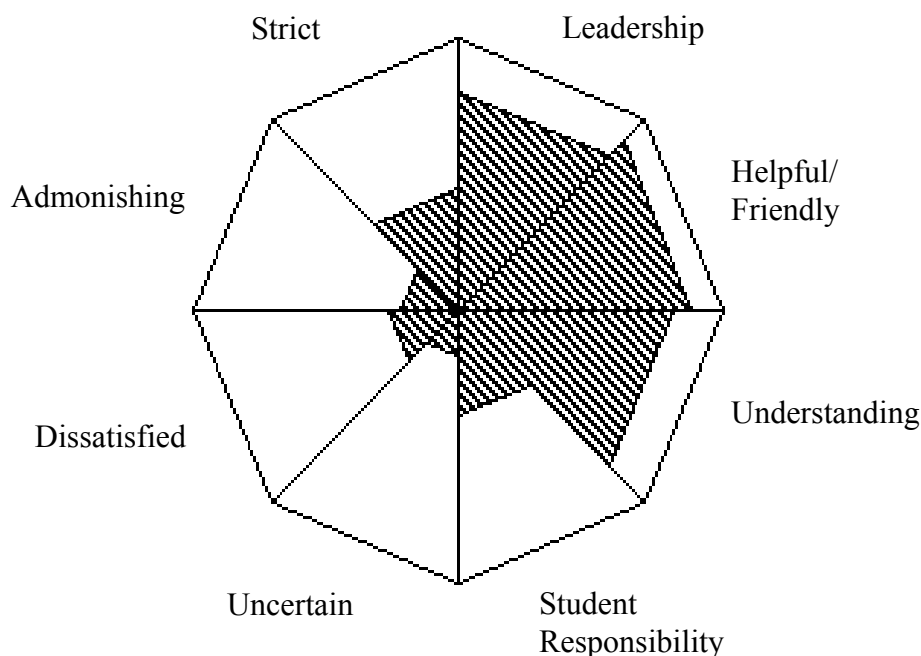 Strict
Leadership
Helpful/
Friendly
Admonishing
Understanding
Dissatisfied
Uncertain
Student
Responsibility